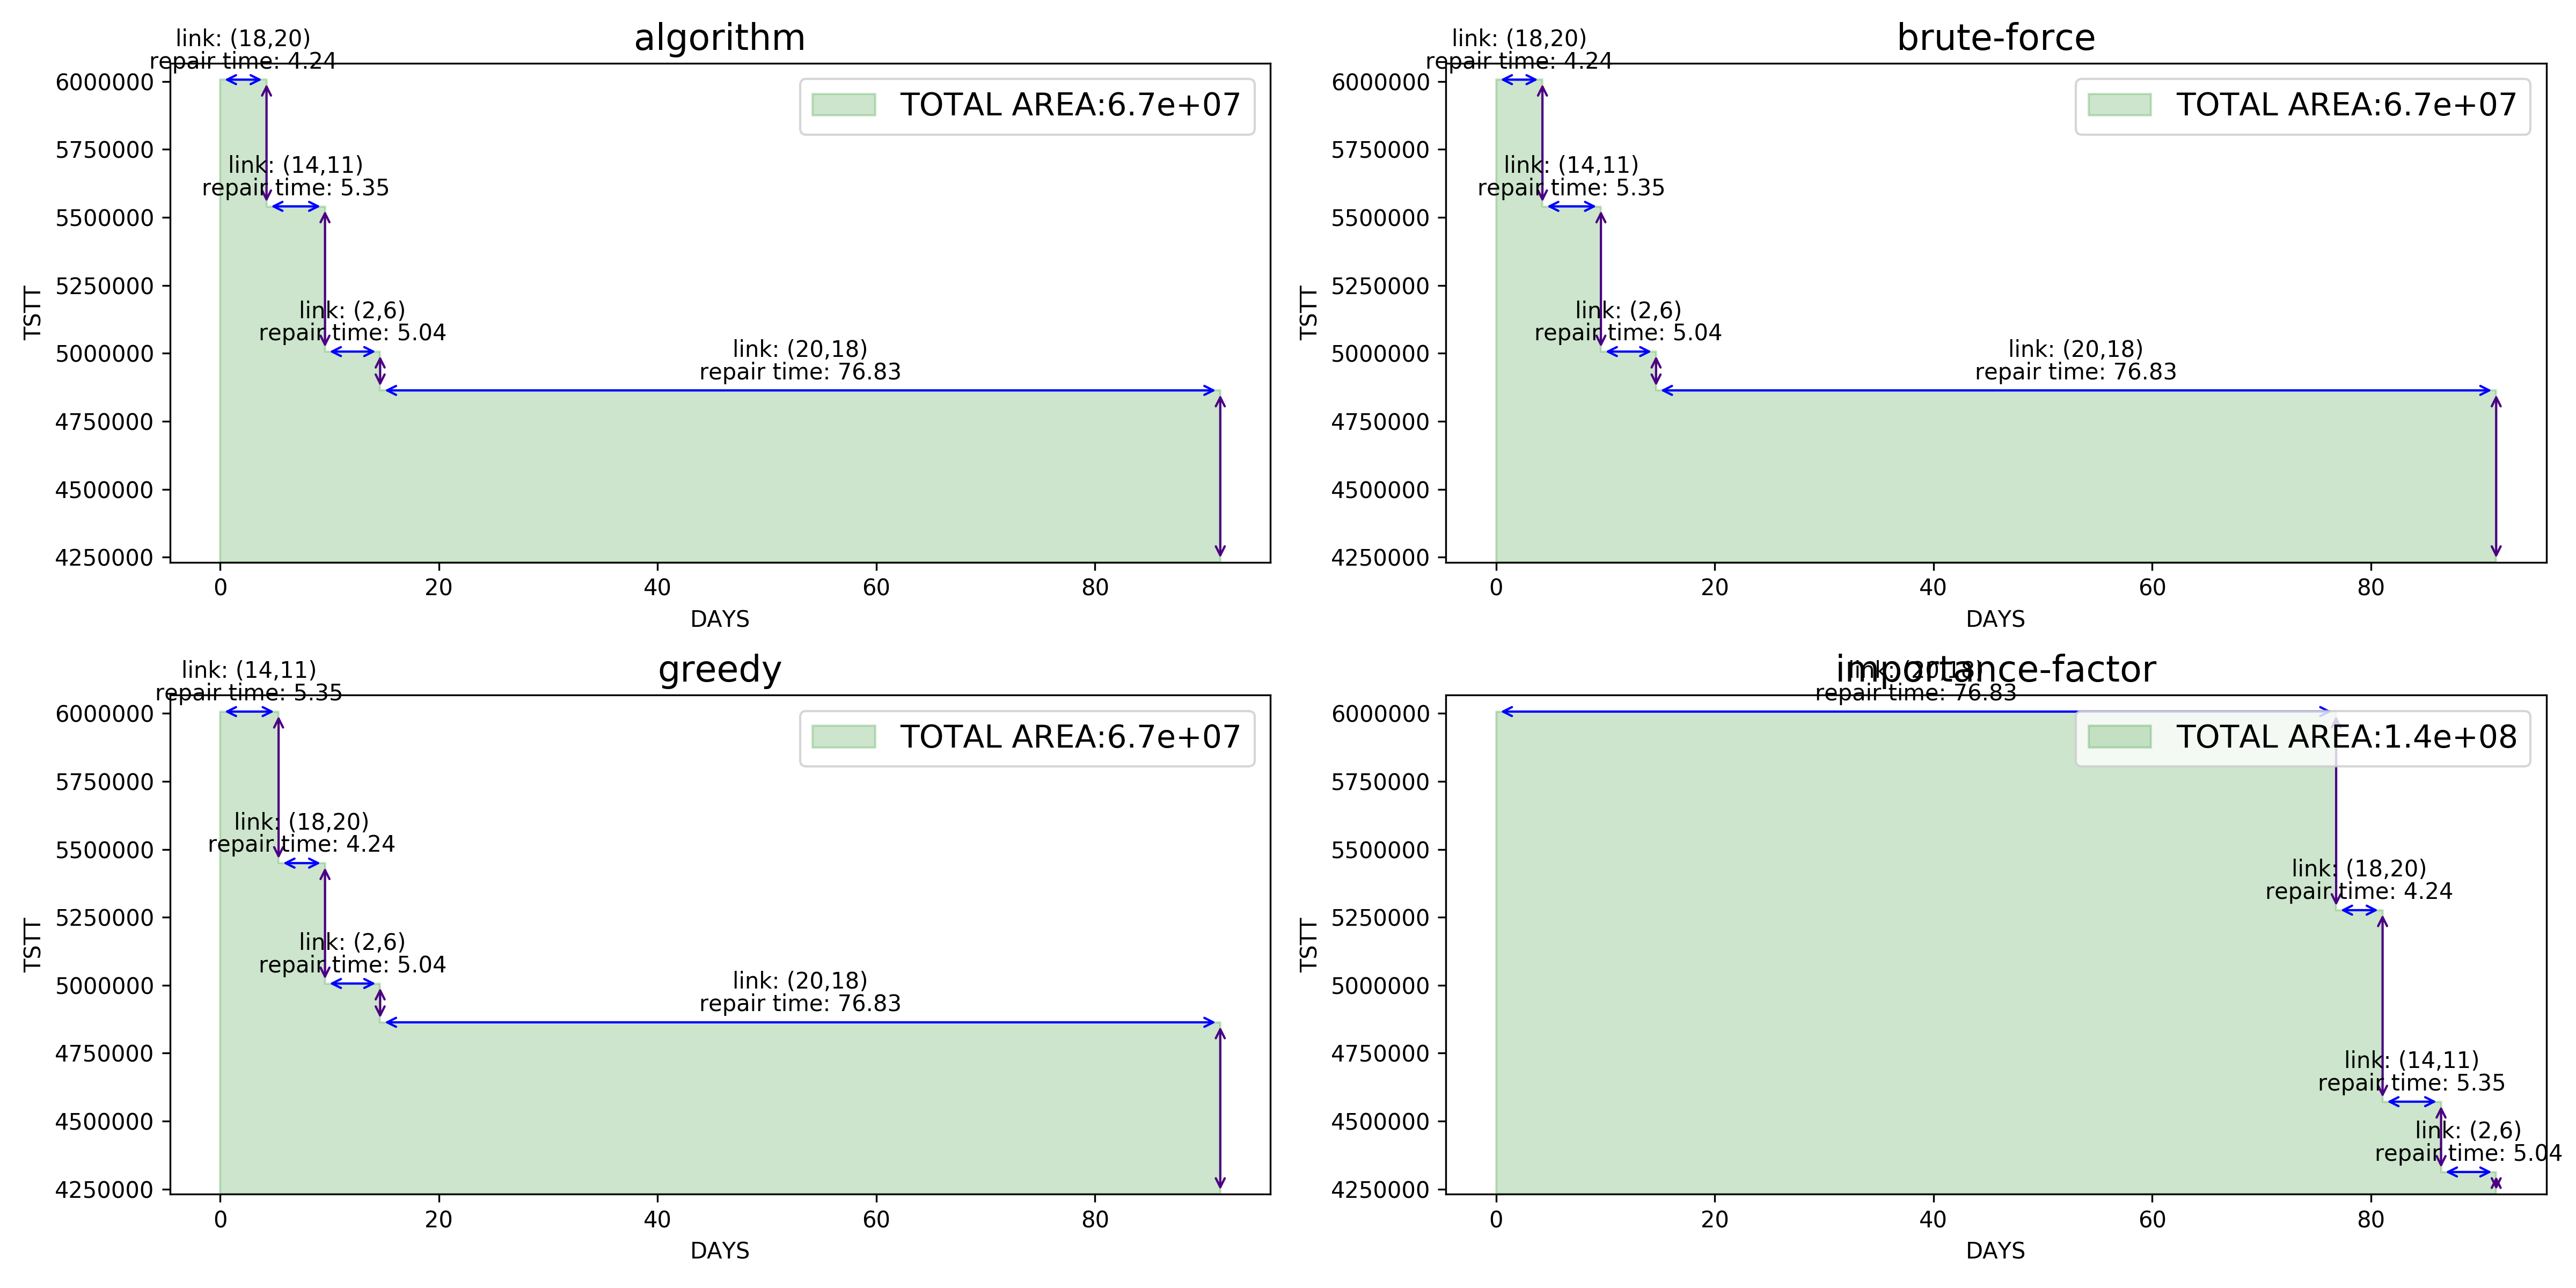 algorithm
link: (18,20)
repair time: 4.24
TOTAL AREA:6.7e+07
link: (14,11)
repair time: 5.35
link: (2,6)
repair time: 5.04
link: (20,18)
repair time: 76.83
6000000
5750000
5500000
5250000
5000000
4750000
4500000
4250000
TSTT
0 20 40 60 80
DAYS
brute-force
link: (18,20)
repair time: 4.24
TOTAL AREA:6.7e+07
link: (14,11)
repair time: 5.35
link: (2,6)
repair time: 5.04
link: (20,18)
repair time: 76.83
6000000
5750000
5500000
5250000
5000000
4750000
4500000
4250000
TSTT
0 20 40 60 80
DAYS
greedy
link: (14,11)
repair time: 5.35
TOTAL AREA:6.7e+07
link: (18,20)
repair time: 4.24
link: (2,6)
repair time: 5.04
link: (20,18)
repair time: 76.83
6000000
5750000
5500000
5250000
5000000
4750000
4500000
4250000
TSTT
0 20 40 60 80
DAYS
importance-factor
link: (20,18)
repair time: 76.83
TOTAL AREA:1.4e+08
link: (18,20)
repair time: 4.24
link: (14,11)
repair time: 5.35
link: (2,6)
repair time: 5.04
6000000
5750000
5500000
5250000
5000000
4750000
4500000
4250000
TSTT
0 20 40 60 80
DAYS